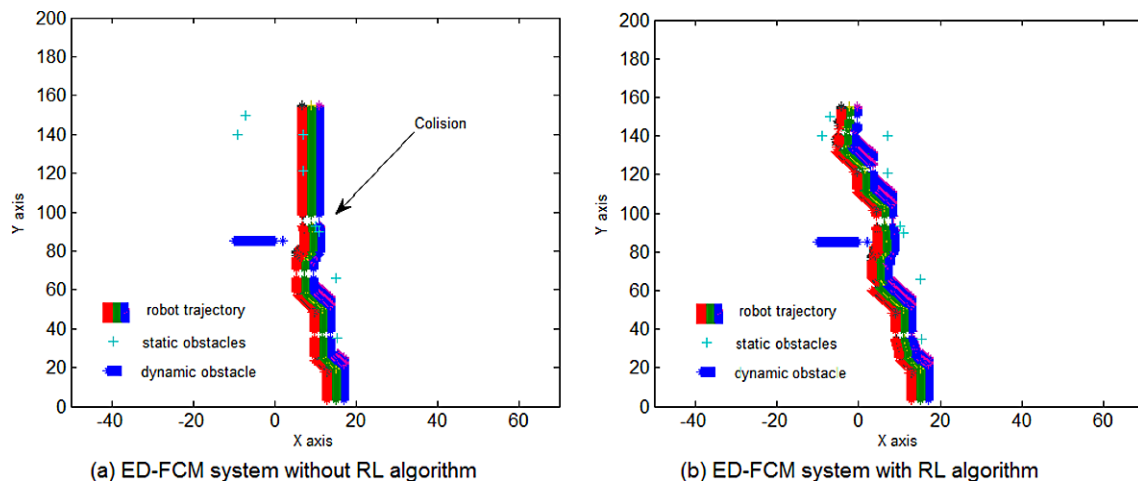 200
180
160
140
120
100
80
60
40
20
0
Y axis
-40
-20
0
20
40
60
X axis
Colision
robot trajectory
static obstacles
dynamic obstacle
(a) ED-FCM system without RL algorithm
200
180
160
140
120
100
80
60
40
20
0
Y axis
-40
-20
0
20
40
60
X axis
robot trajectory
static obstacles
dynamic obstacle
(b) ED-FCM system with RL algorithm